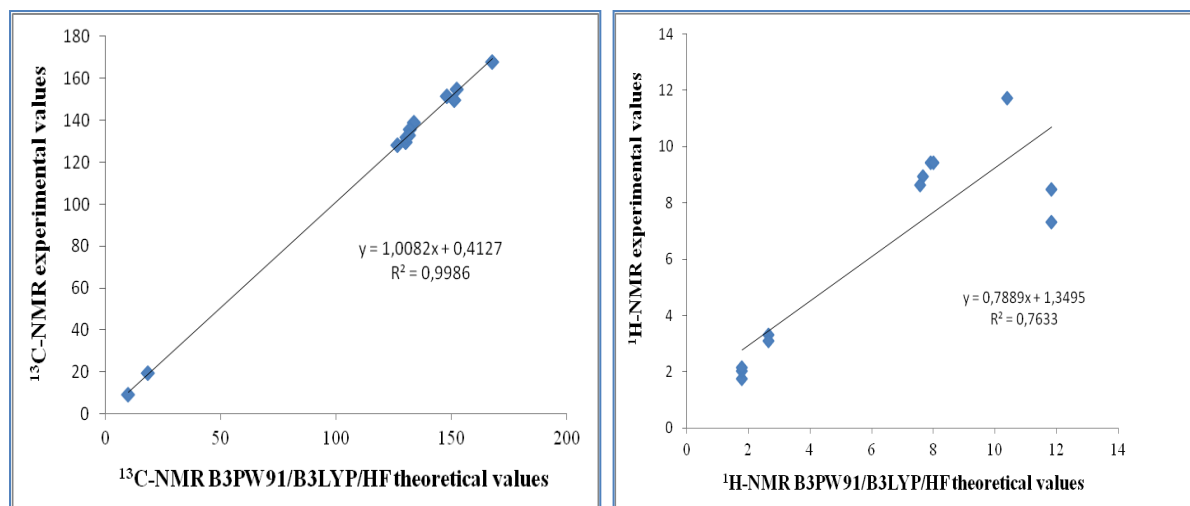 ¹³C-NMR experimental values
180
160
140
120
100
80
60
40
20
0
y = 1,0082x + 0,4127
R² = 0,9986
0 50 100 150 200
¹³C-NMR B3PW91/B3LYP/HF theoretical values
¹H-NMR experimental values
14
12
10
8
6
4
2
0
y = 0,7889x + 1,3495
R² = 0,7633
0 2 4 6 8 10 12 14
¹H-NMR B3PW91/B3LYP/HF theoretical values